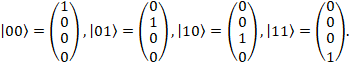 |00⟩ = (1 0 0 0), |01⟩ = (0 1 0 0), |10⟩ = (0 0 1 0), |11⟩ = (0 0 0 1).